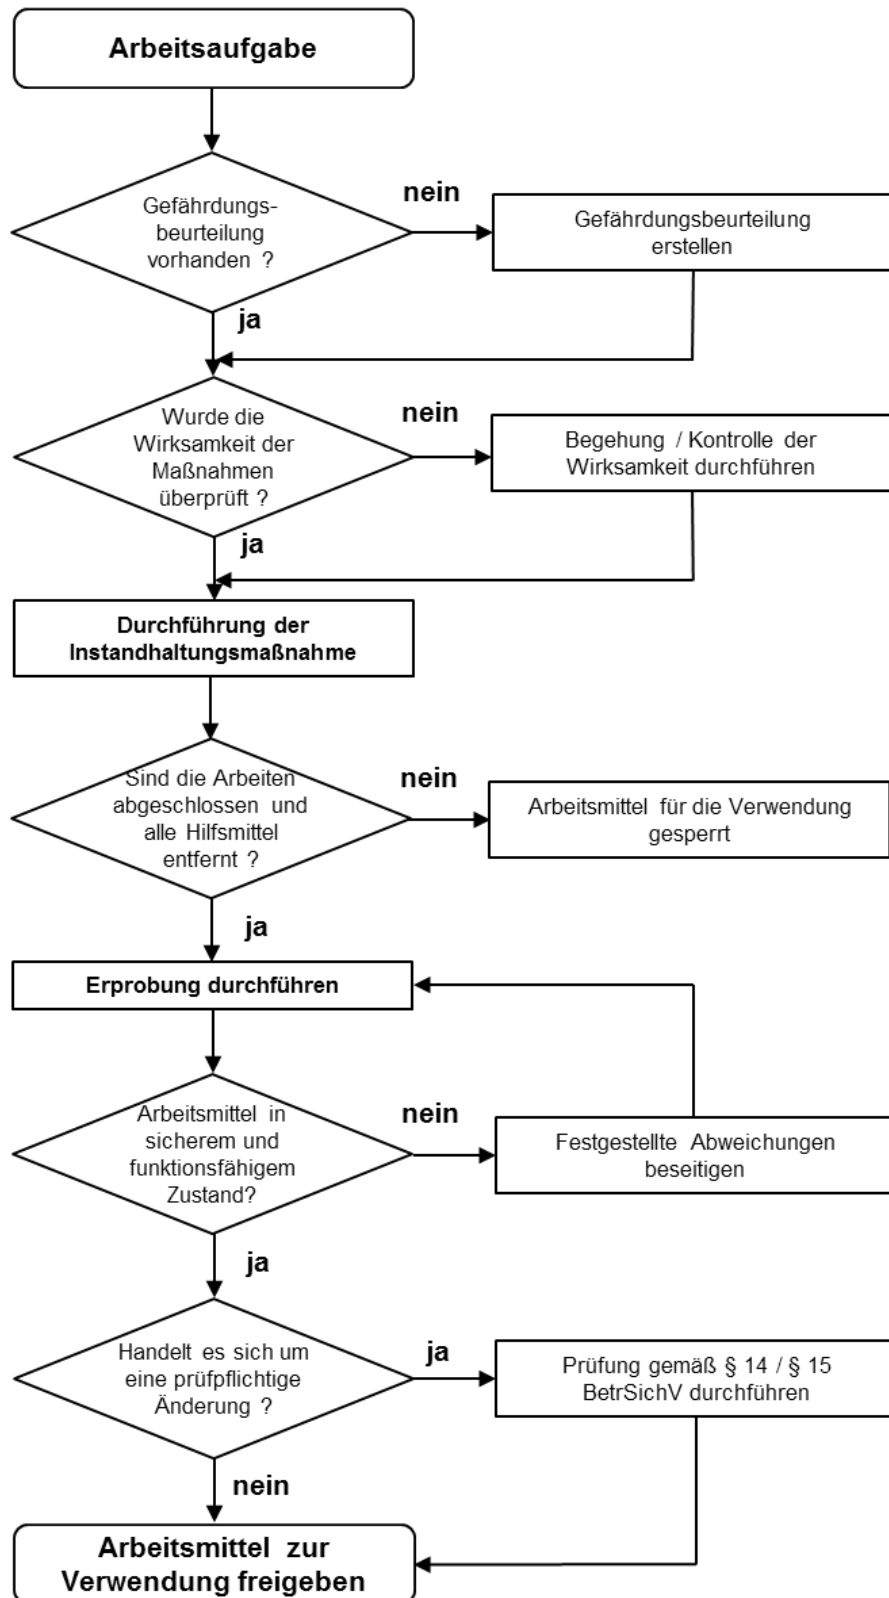 Arbeitsaufgabe
Gefährdungs-
beurteilung
vorhanden ?
nein
Gefährdungsbeurteilung
erstellen
ja
Wurde die
Wirksamkeit der
Maßnahmen
überprüft ?
nein
Begehung / Kontrolle der
Wirksamkeit durchführen
ja
Durchführung der
Instandhaltungsmaßnahme
Sind die Arbeiten
abgeschlossen und
alle Hilfsmittel
entfernt ?
nein
Arbeitsmittel für die Verwendung
gesperrt
ja
Erprobung durchführen
Arbeitsmittel in
sicherem und
funktionsfähigem
Zustand?
nein
Festgestellte Abweichungen
beseitigen
ja
Handelt es sich um
eine prüfpflichtige
Änderung ?
ja
Prüfung gemäß § 14 / § 15
BetrSichV durchführen
nein
Arbeitsmittel zur
Verwendung freigeben